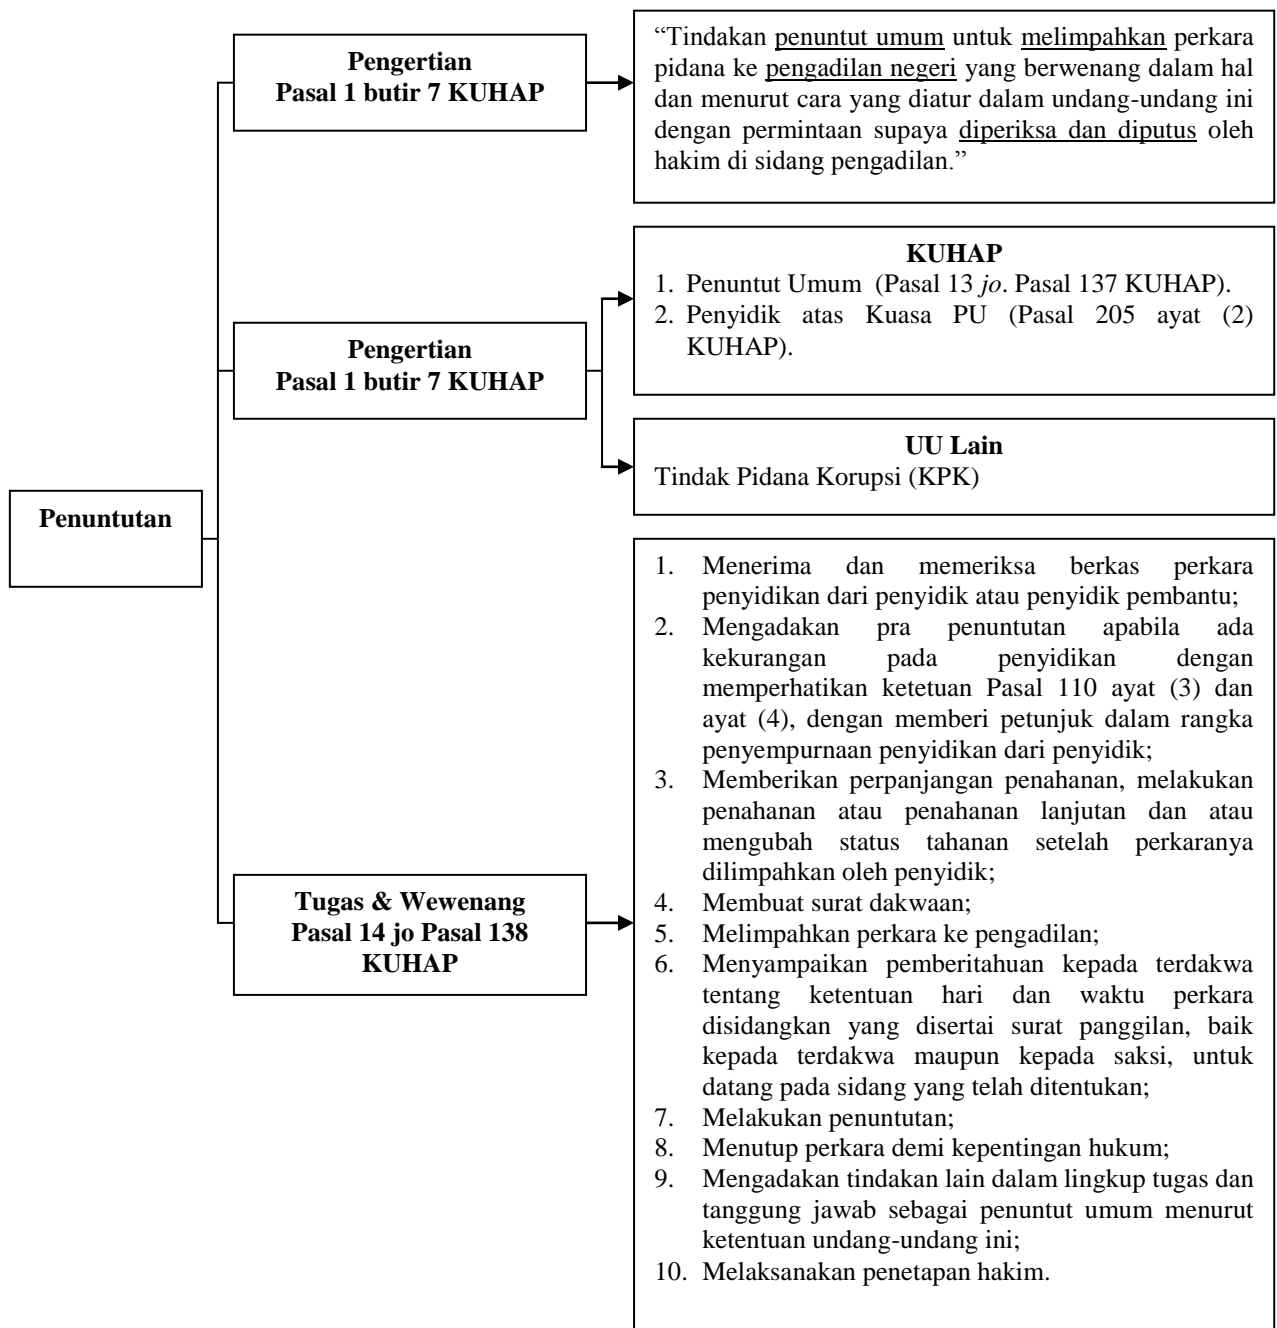 Penuntutan
Pengertian
Pasal 1 butir 7 KUHAP
“Tindakan penuntut umum untuk melimpahkan perkara
pidana ke pengadilan negeri yang berwenang dalam hal
dan menurut cara yang diatur dalam undang-undang ini
dengan permintaan supaya diperiksa dan diputus oleh
hakim di sidang pengadilan.”
Pengertian
Pasal 1 butir 7 KUHAP
KUHAP
1. Penuntut Umum (Pasal 13 jo. Pasal 137 KUHAP).
2. Penyidik atas Kuasa PU (Pasal 205 ayat (2)
KUHAP).
UU Lain
Tindak Pidana Korupsi (KPK)
Tugas & Wewenang
Pasal 14 jo Pasal 138
KUHAP
1. Menerima dan memeriksa berkas perkara
penyidikan dari penyidik atau penyidik pembantu;
2. Mengadakan pra penuntutan apabila ada
kekurangan pada penyidikan dengan
memperhatikan ketetuan Pasal 110 ayat (3) dan
ayat (4), dengan memberi petunjuk dalam rangka
penyempurnaan penyidikan dari penyidik;
3. Memberikan perpanjangan penahanan, melakukan
penahanan atau penahanan lanjutan dan atau
mengubah status tahanan setelah perkaranya
dilimpahkan oleh penyidik;
4. Membuat surat dakwaan;
5. Melimpahkan perkara ke pengadilan;
6. Menyampaikan pemberitahuan kepada terdakwa
tentang ketentuan hari dan waktu perkara
disidangkan yang disertai surat panggilan, baik
kepada terdakwa maupun kepada saksi, untuk
datang pada sidang yang telah ditentukan;
7. Melakukan penuntutan;
8. Menutup perkara demi kepentingan hukum;
9. Mengadakan tindakan lain dalam lingkup tugas dan
tanggung jawab sebagai penuntut umum menurut
ketentuan undang-undang ini;
10. Melaksanakan penetapan hakim.